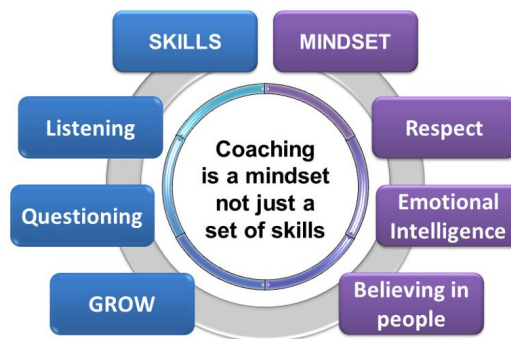 SKILLS
MINDSET
Listening
Questioning
GROW
Coaching
is a mindset
not just a
set of skills
Respect
Emotional
Intelligence
Believing in
people